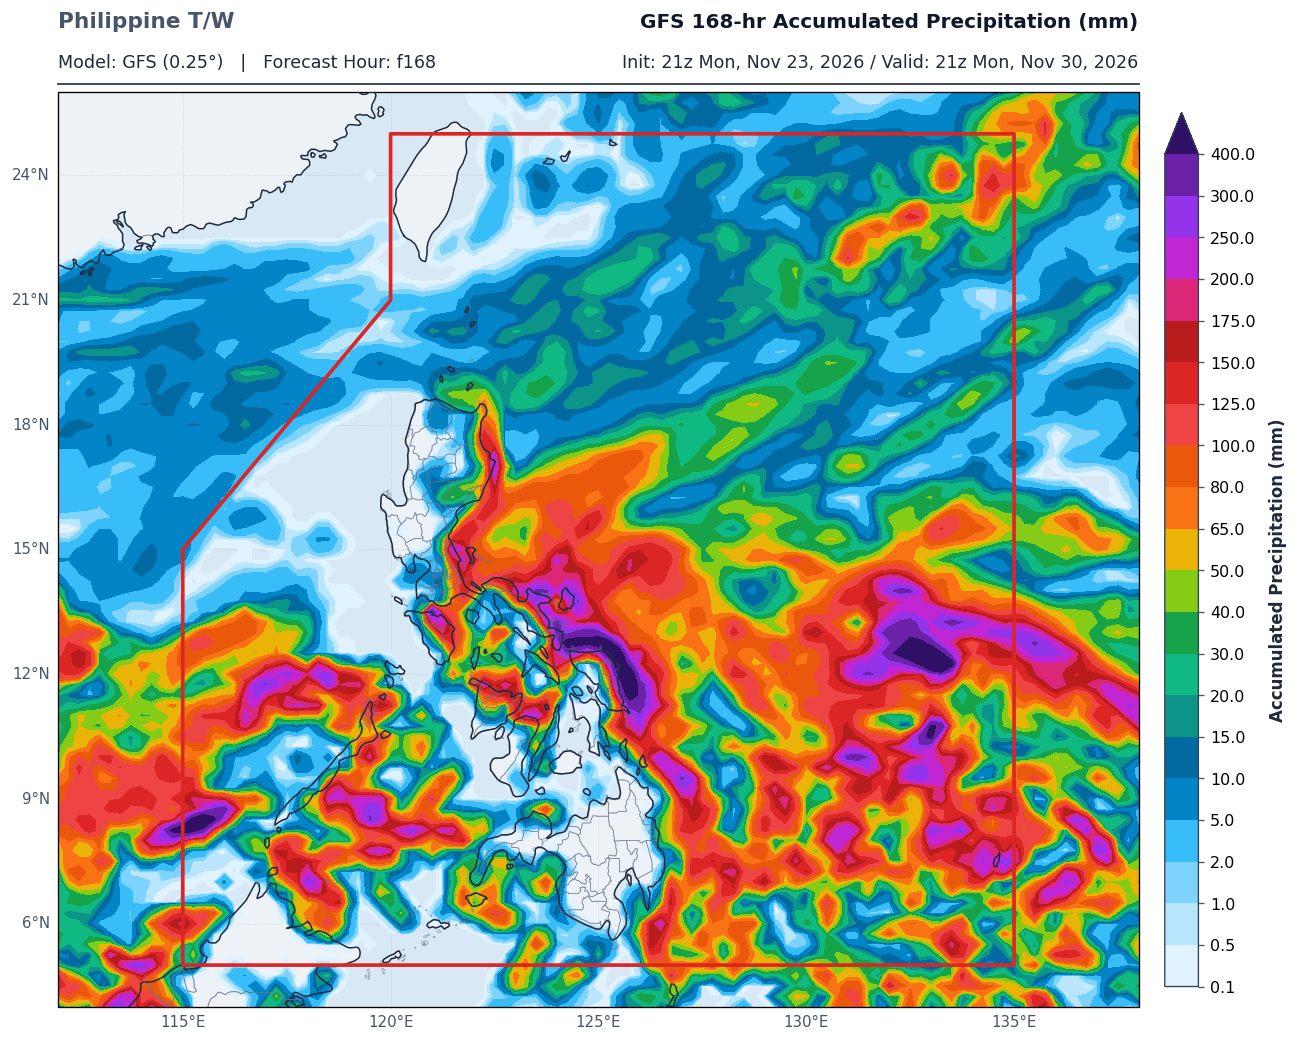 Philippine T/W
GFS 168-hr Accumulated Precipitation (mm)
Model: GFS (0.25°) | Forecast Hour: f168
Init: 21z Mon, Nov 23, 2026 / Valid: 21z Mon, Nov 30, 2026
24°N
21°N
18°N
15°N
12°N
9°N
6°N
115°E
120°E
125°E
130°E
135°E
400.0
300.0
250.0
200.0
175.0
150.0
125.0
100.0
80.0
65.0
50.0
40.0
30.0
20.0
15.0
10.0
5.0
2.0
1.0
0.5
0.1
Accumulated Precipitation (mm)